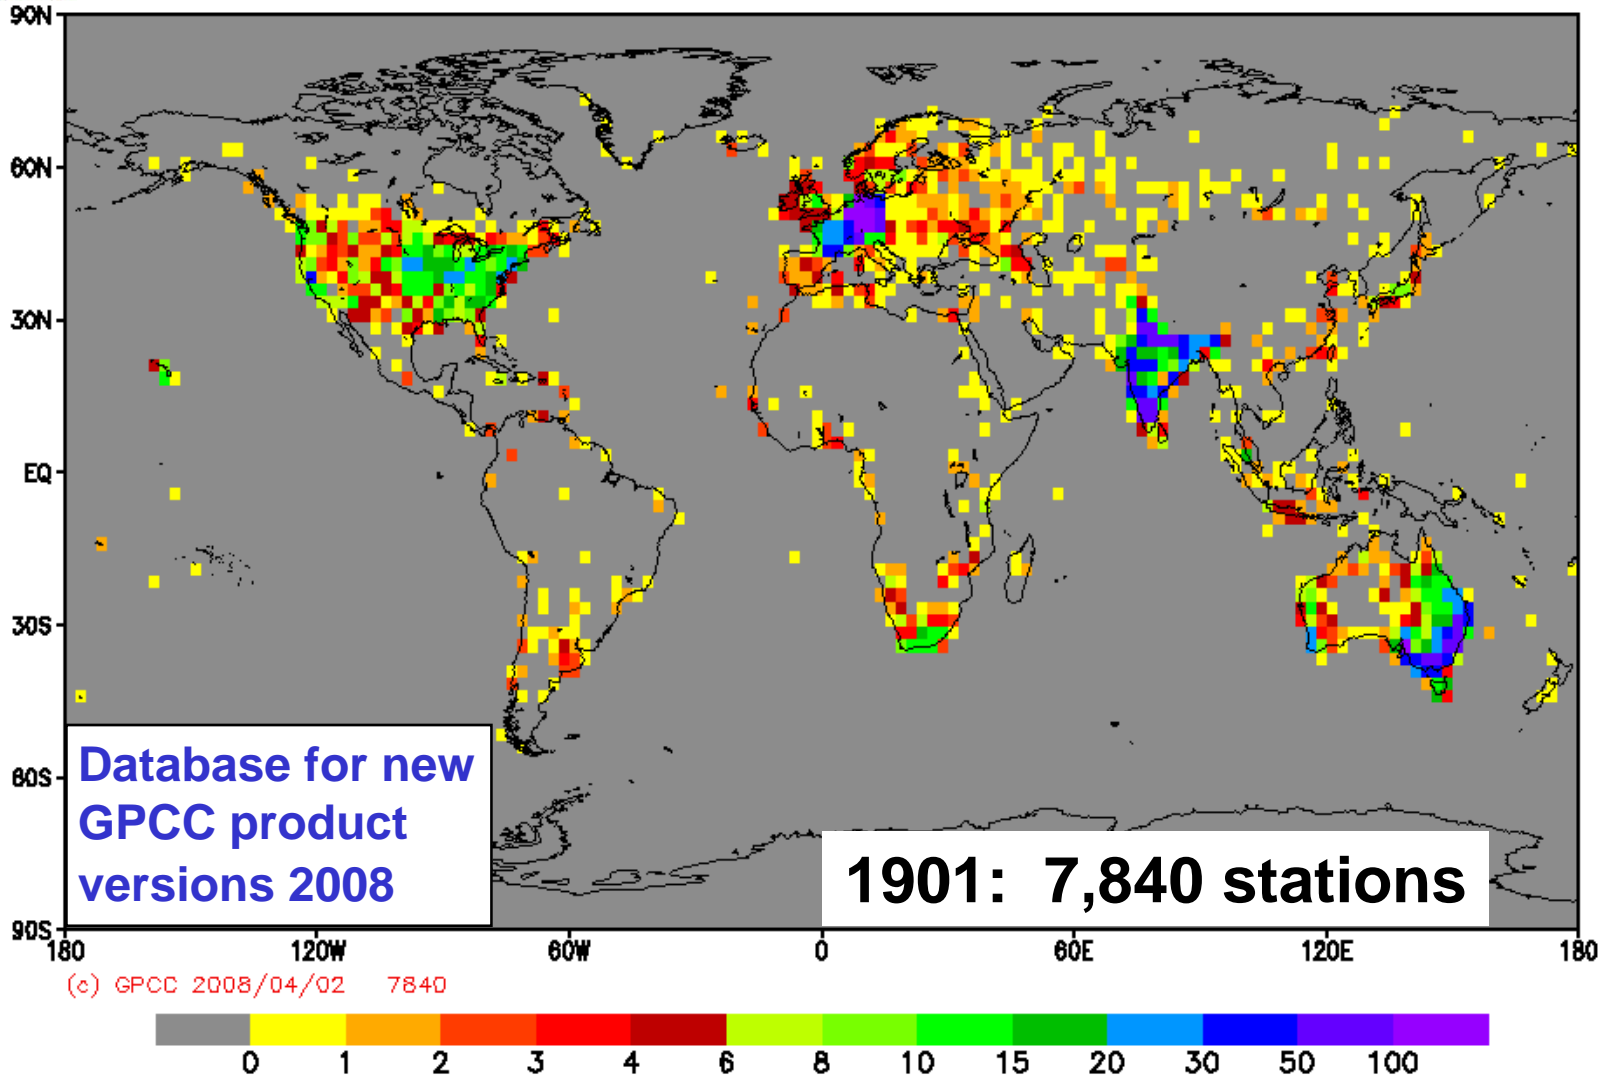 90N
60N
30N
EQ
30S
60S
90S
Database for new
GPCC product
versions 2008
1901: 7,840 stations
180 120W 60W 0 60E 120E 180
(c) GPCC 2008/04/02 7840
0 1 2 3 4 6 8 10 15 20 30 50 100